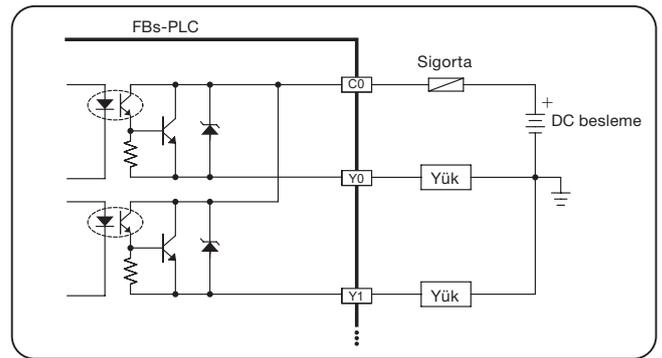 FBs-PLC
Sigorta
C0
+
DC besleme
Y0
Yük
Y1
Yük